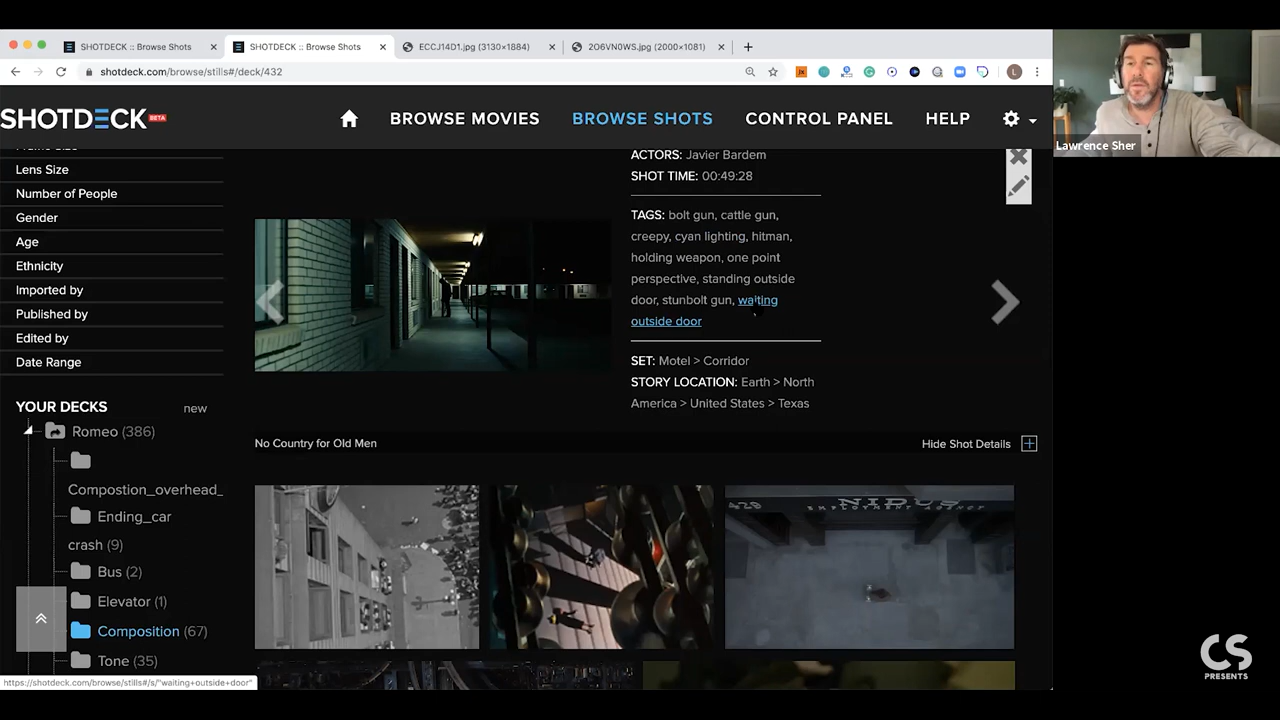 SHOTDECK :: Browse Shots
SHOTDECK :: Browse Shots
ECCJ14D1.jpg (3130×1884)
2O6VN0WS.jpg (2000×1081)
shotdeck.com/browse/stills#/deck/432
L
SHOTDECK BETA
BROWSE MOVIES
BROWSE SHOTS
CONTROL PANEL
HELP
Lawrence Sher
Lens Size
Number of People
Gender
Age
Ethnicity
Imported by
Published by
Edited by
Date Range
YOUR DECKS new
Romeo (386)
Compostion_overhead_
Ending_car
crash (9)
Bus (2)
Elevator (1)
Composition (67)
Tone (35)
ACTORS: Javier Bardem
SHOT TIME: 00:49:28
TAGS: bolt gun, cattle gun,
creepy, cyan lighting, hitman,
holding weapon, one point
perspective, standing outside
door, stunbolt gun, waiting
outside door
SET: Motel > Corridor
STORY LOCATION: Earth > North
America > United States > Texas
No Country for Old Men
Hide Shot Details
420 NIDUS
EMPLOYMENT AGENCY
https://shotdeck.com/browse/stills#/s/"waiting+outside+door"
CS
PRESENTS